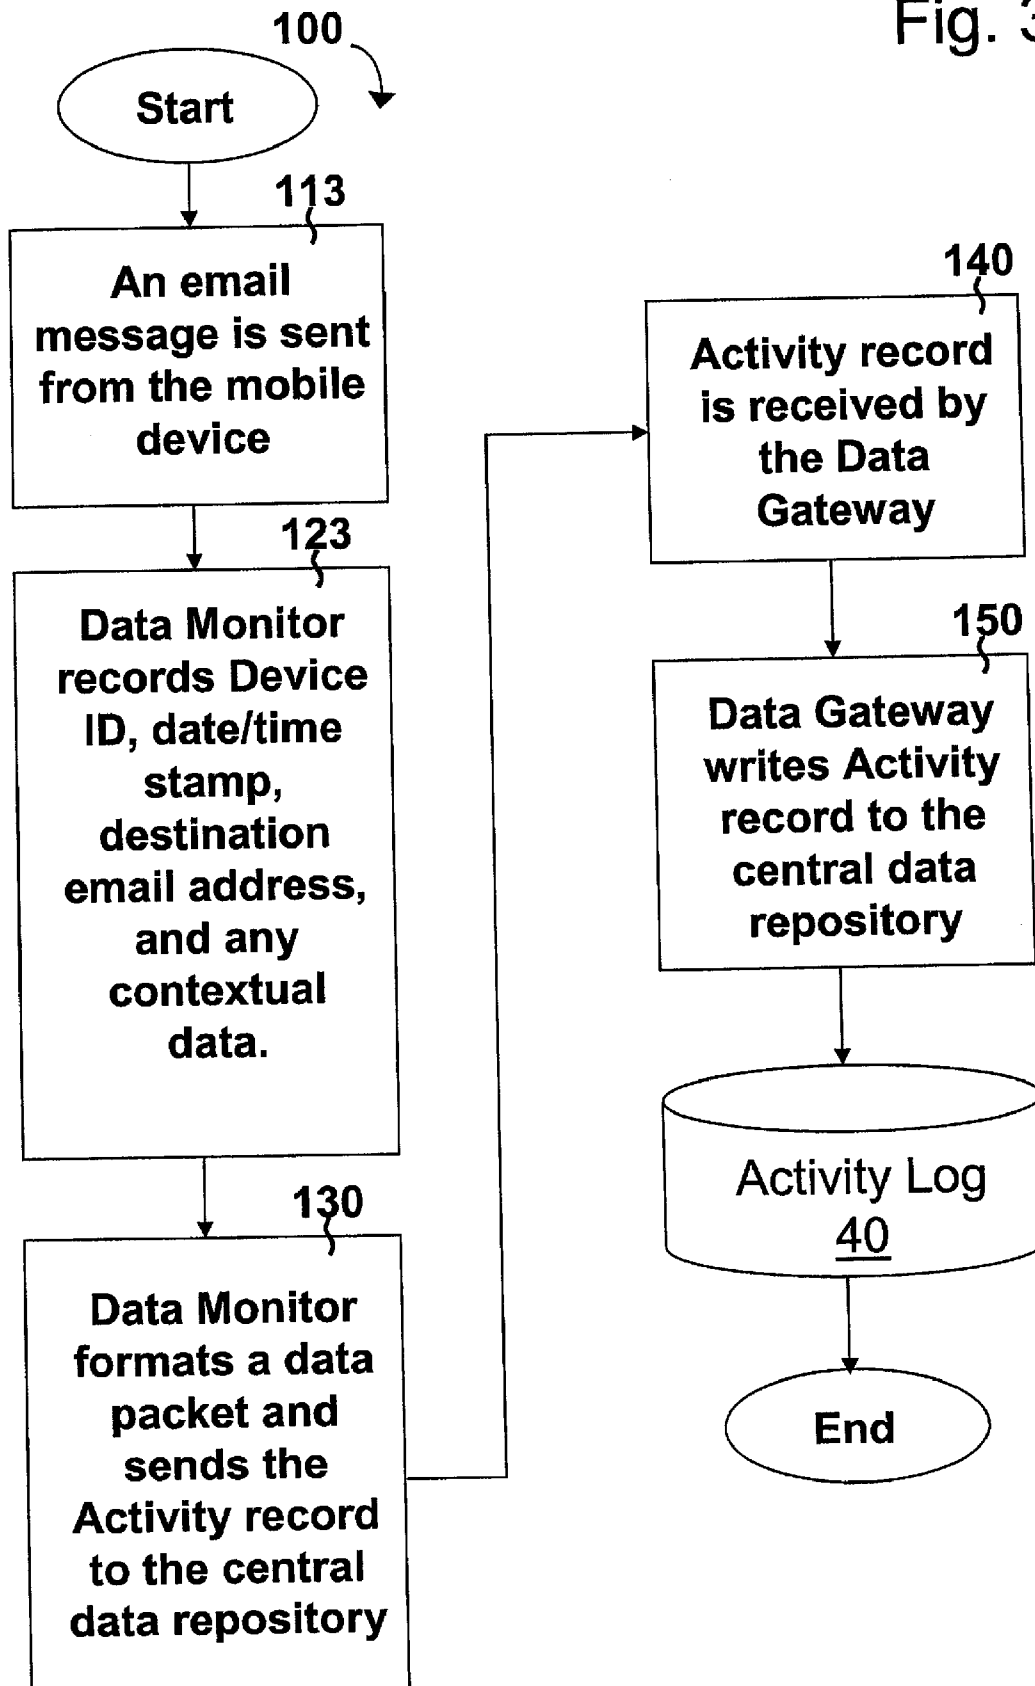 Fig. 3
100
Start
113
An email
message is sent
from the mobile
device
123
Data Monitor
records Device
ID, date/time
stamp,
destination
email address,
and any
contextual
data.
130
Data Monitor
formats a data
packet and
sends the
Activity record
to the central
data repository
140
Activity record
is received by
the Data
Gateway
150
Data Gateway
writes Activity
record to the
central data
repository
Activity Log
40
End